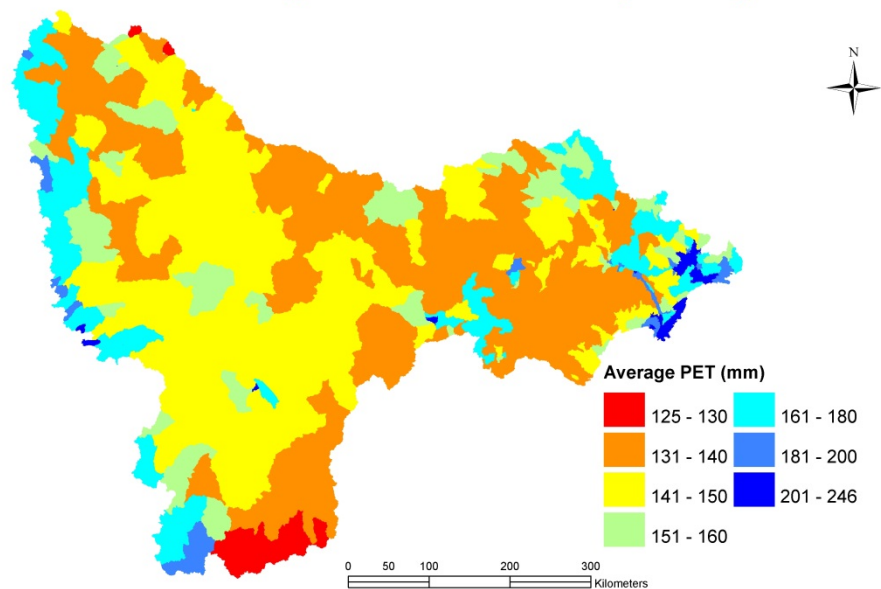 N
Average PET (mm)
125 - 130
161 - 180
131 - 140
181 - 200
141 - 150
201 - 246
151 - 160
0 50 100 200 300
Kilometers